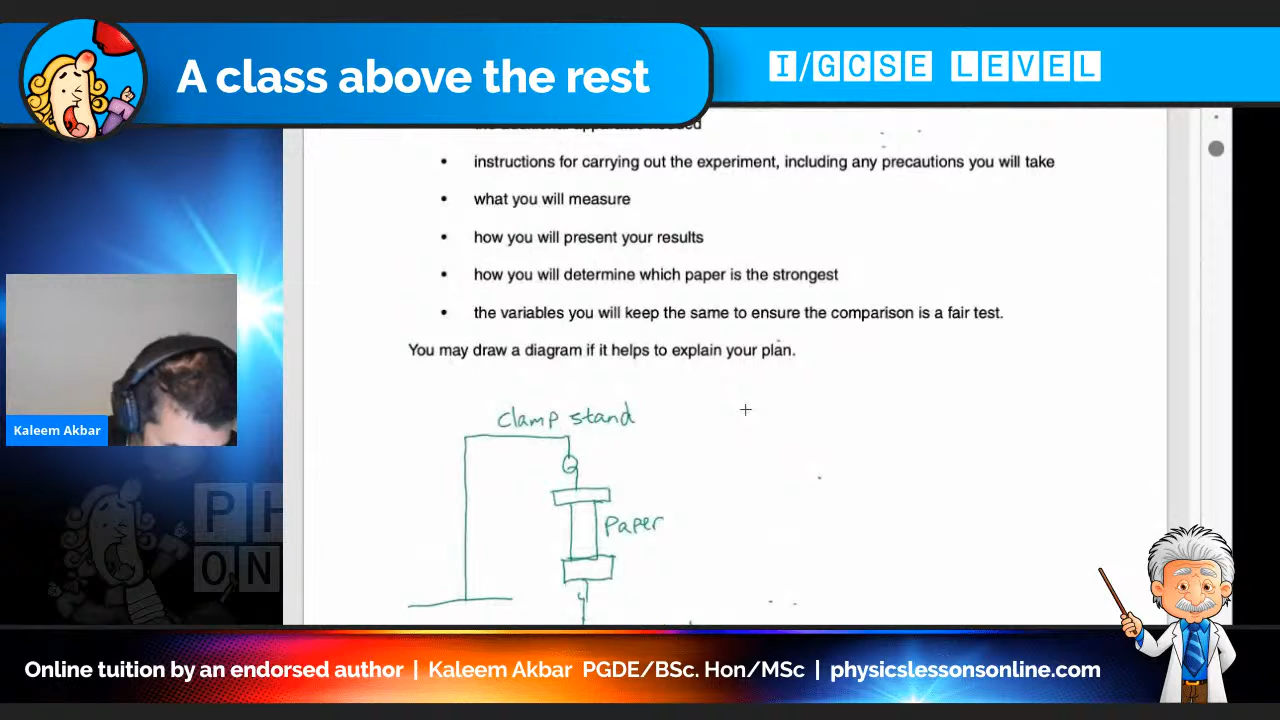 A class above the rest
I/GCSE LEVEL
instructions for carrying out the experiment, including any precautions you will take
what you will measure
how you will present your results
how you will determine which paper is the strongest
the variables you will keep the same to ensure the comparison is a fair test.
You may draw a diagram if it helps to explain your plan.
Clamp stand
Paper
Kaleem Akbar
PH
ON
Online tuition by an endorsed author | Kaleem Akbar PGDE/BSc. Hon/MSc | physicslessonsonline.com